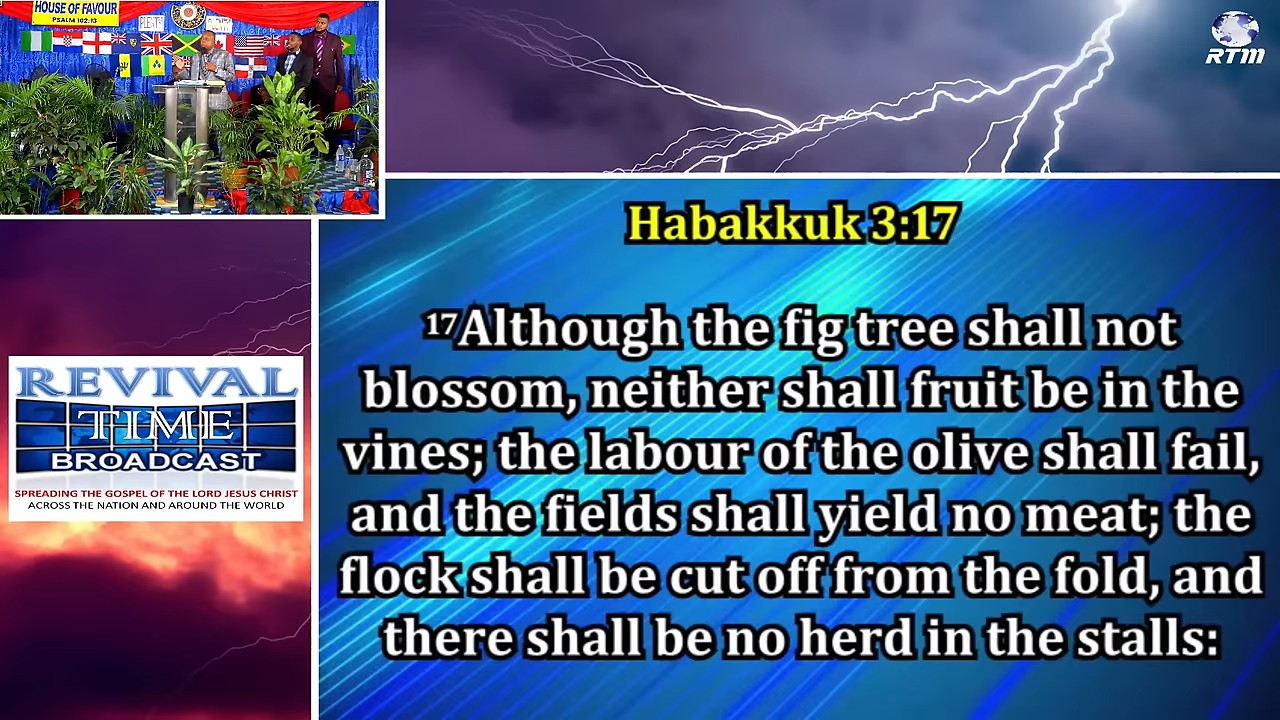 HOUSE OF FAVOUR
PSALM 102:13
PLENTY
RTM
Habakkuk 3:17
17Although the fig tree shall not
blossom, neither shall fruit be in the
vines; the labour of the olive shall fail,
and the fields shall yield no meat; the
flock shall be cut off from the fold, and
there shall be no herd in the stalls:
REVIVAL
TIME
BROADCAST
SPREADING THE GOSPEL OF THE LORD JESUS CHRIST
ACROSS THE NATION AND AROUND THE WORLD